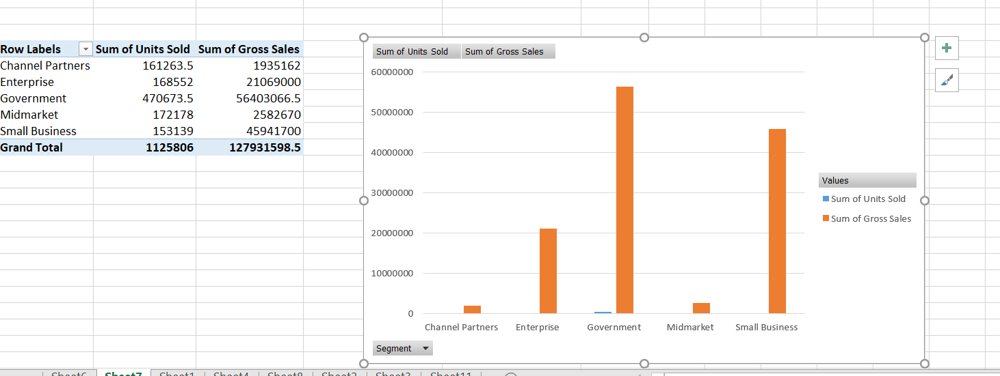 Row Labels Sum of Units Sold Sum of Gross Sales
Channel Partners 161263.5 1935162
Enterprise 168552 21069000
Government 470673.5 56403066.5
Midmarket 172178 2582670
Small Business 153139 45941700
Grand Total 1125806 127931598.5
Sum of Units Sold Sum of Gross Sales
60000000
50000000
40000000
30000000
20000000
10000000
0
Channel Partners Enterprise Government Midmarket Small Business
Values
Sum of Units Sold
Sum of Gross Sales
Segment
Sheet6 Sheet7 Sheet1 Sheet4 Sheet8 Sheet2 Sheet3 Sheet11